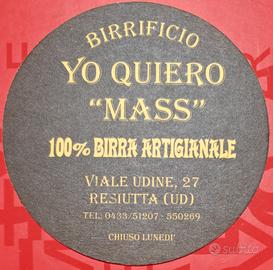 BIRRIFICIO
YO QUIERO
“MASS”
100% BIRRA ARTIGIANALE
VIALE UDINE, 27
RESIUTTA (UD)
TEL. 0433/51207 - 550269
CHIUSO LUNEDI'
subito